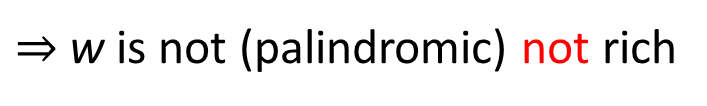 ⇒ w is not (palindromic) not rich